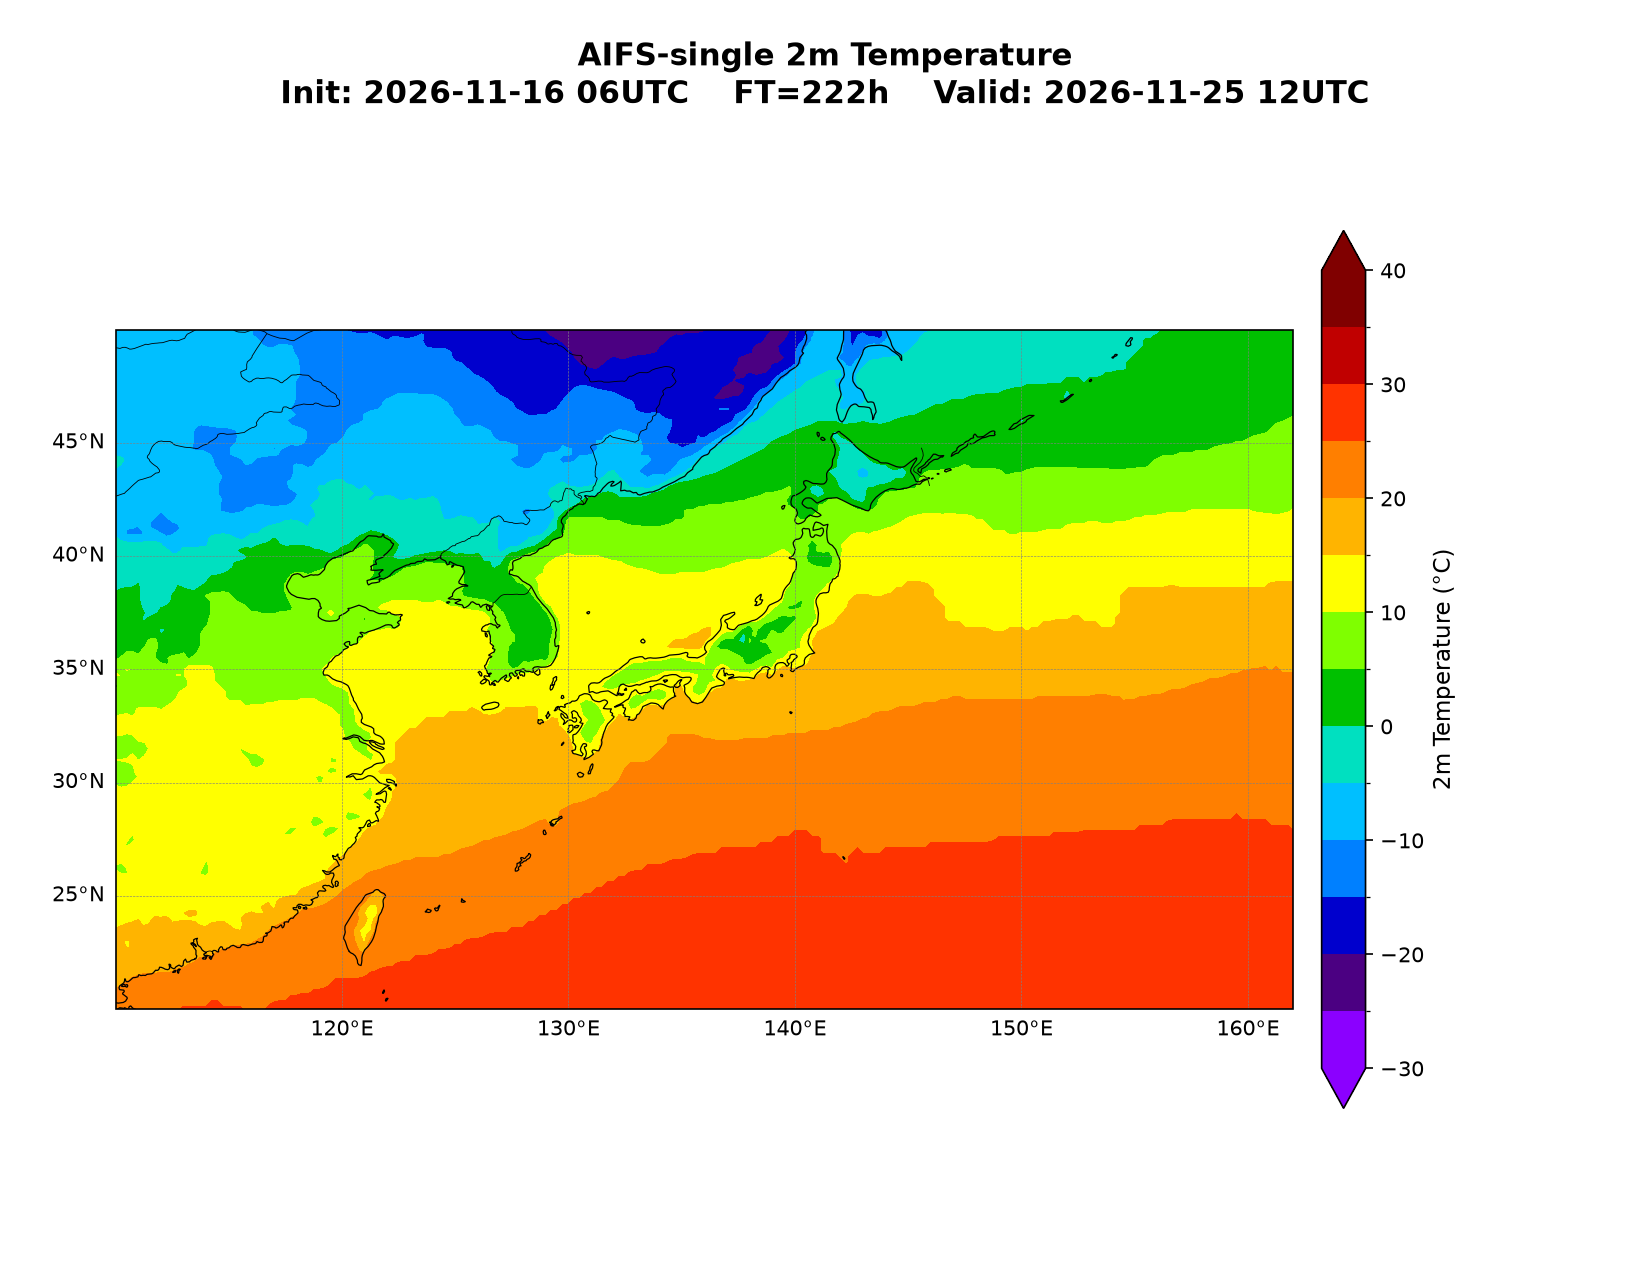 AIFS-single 2m Temperature
Init: 2026-11-16 06UTC    FT=222h    Valid: 2026-11-25 12UTC
45°N
40°N
35°N
30°N
25°N
120°E
130°E
140°E
150°E
160°E
40
30
20
10
0
−10
−20
−30
2m Temperature (°C)